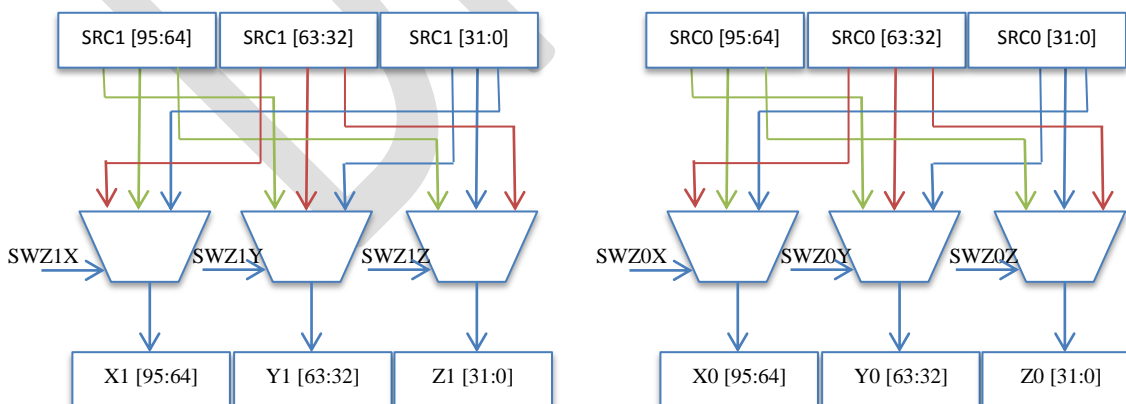 SRC1 [95:64] SRC1 [63:32] SRC1 [31:0] SRC0 [95:64] SRC0 [63:32] SRC0 [31:0]
SWZ1X SWZ1Y SWZ1Z SWZ0X SWZ0Y SWZ0Z
X1 [95:64] Y1 [63:32] Z1 [31:0] X0 [95:64] Y0 [63:32] Z0 [31:0]